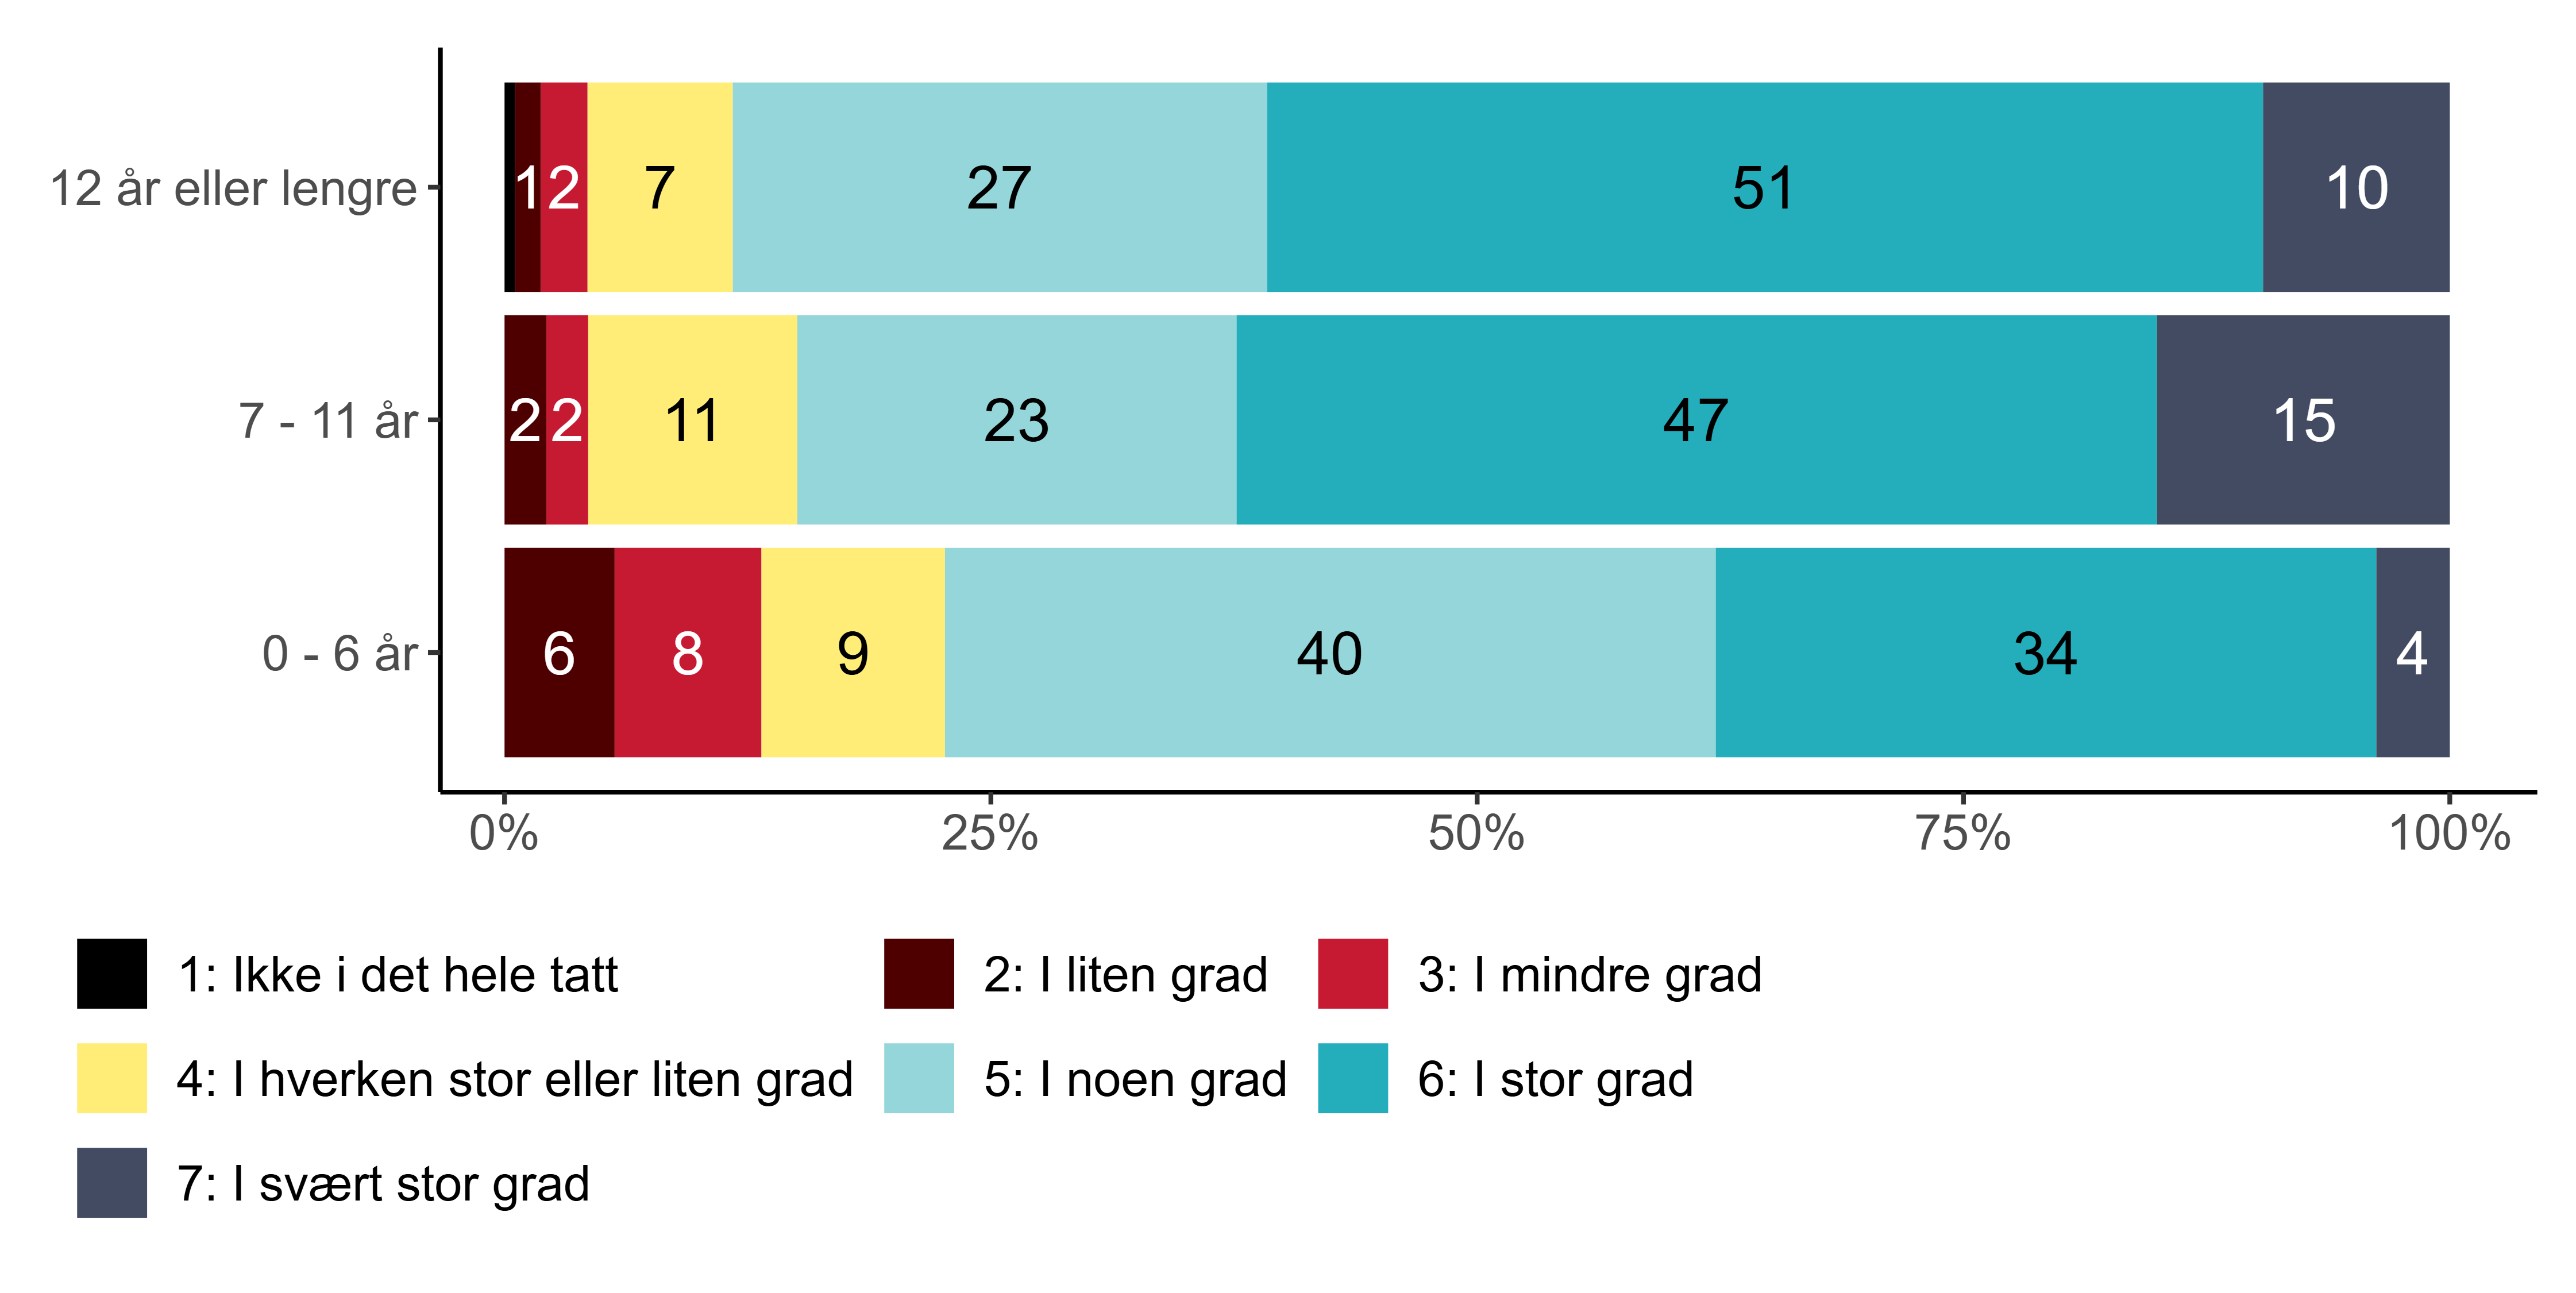 12 år eller lengre 1 2 7 27 51 10
7 - 11 år 2 2 11 23 47 15
0 - 6 år 6 8 9 40 34 4
0% 25% 50% 75% 100%
1: Ikke i det hele tatt 2: I liten grad 3: I mindre grad
4: I hverken stor eller liten grad 5: I noen grad 6: I stor grad
7: I svært stor grad